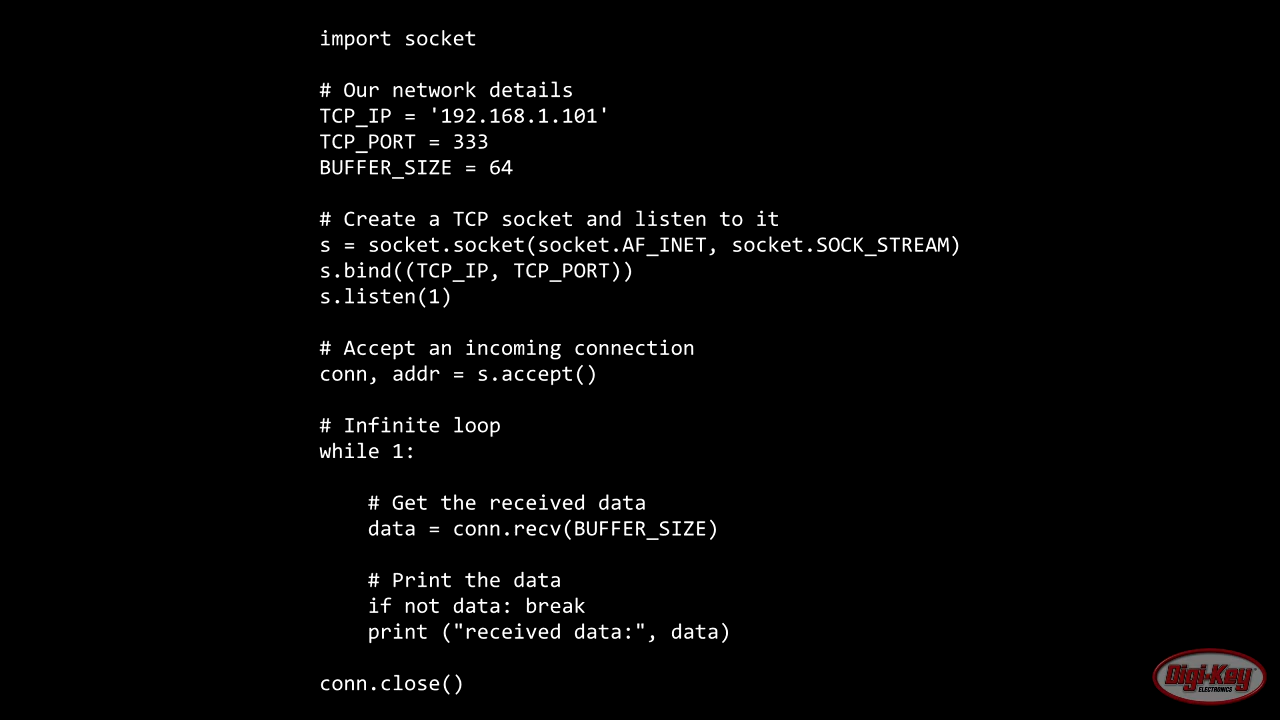 import socket
# Our network details
TCP_IP = '192.168.1.101'
TCP_PORT = 333
BUFFER_SIZE = 64
# Create a TCP socket and listen to it
s = socket.socket(socket.AF_INET, socket.SOCK_STREAM)
s.bind((TCP_IP, TCP_PORT))
s.listen(1)
# Accept an incoming connection
conn, addr = s.accept()
# Infinite loop
while 1:
    # Get the received data
    data = conn.recv(BUFFER_SIZE)
    # Print the data
    if not data: break
    print ("received data:", data)
conn.close()
Digi-Key
ELECTRONICS